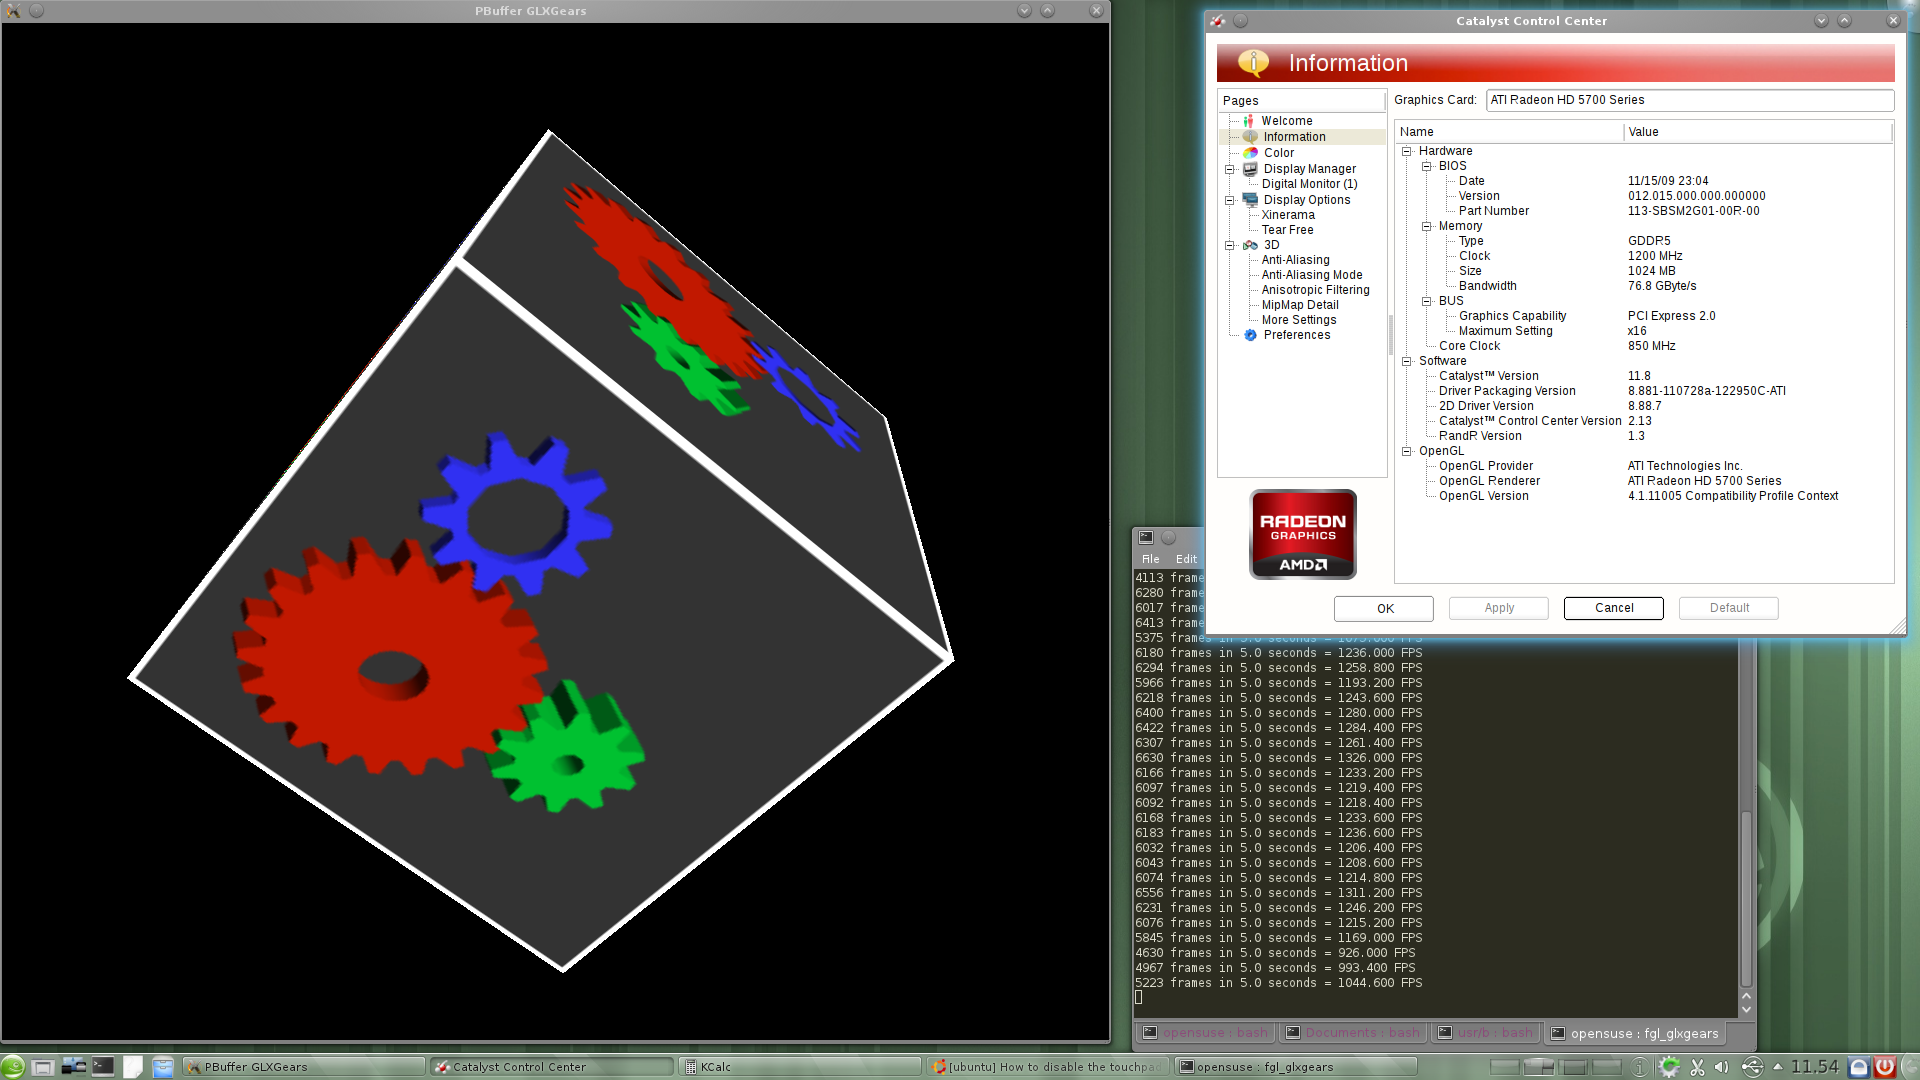 PBuffer GLXGears
Catalyst Control Center
Information
Pages
Welcome
Information
Color
Display Manager
Digital Monitor (1)
Display Options
Xinerama
Tear Free
3D
Anti-Aliasing
Anti-Aliasing Mode
Anisotropic Filtering
MipMap Detail
More Settings
Preferences
RADEON
GRAPHICS
AMD
Graphics Card: ATI Radeon HD 5700 Series
Name Value
Hardware
BIOS
Date 11/15/09 23:04
Version 012.015.000.000.000000
Part Number 113-SBSM2G01-00R-00
Memory
Type GDDR5
Clock 1200 MHz
Size 1024 MB
Bandwidth 76.8 GByte/s
BUS
Graphics Capability PCI Express 2.0
Maximum Setting x16
Core Clock 850 MHz
Software
Catalyst™ Version 11.8
Driver Packaging Version 8.881-110728a-122950C-ATI
2D Driver Version 8.88.7
Catalyst™ Control Center Version 2.13
RandR Version 1.3
OpenGL
OpenGL Provider ATI Technologies Inc.
OpenGL Renderer ATI Radeon HD 5700 Series
OpenGL Version 4.1.11005 Compatibility Profile Context
OK Apply Cancel Default
File Edit
4113 frame
6280 frame
6017 frame
6413 frame
5375 frames in 5.0 seconds = 1075.000 FPS
6180 frames in 5.0 seconds = 1236.000 FPS
6294 frames in 5.0 seconds = 1258.800 FPS
5966 frames in 5.0 seconds = 1193.200 FPS
6218 frames in 5.0 seconds = 1243.600 FPS
6400 frames in 5.0 seconds = 1280.000 FPS
6422 frames in 5.0 seconds = 1284.400 FPS
6307 frames in 5.0 seconds = 1261.400 FPS
6630 frames in 5.0 seconds = 1326.000 FPS
6166 frames in 5.0 seconds = 1233.200 FPS
6097 frames in 5.0 seconds = 1219.400 FPS
6092 frames in 5.0 seconds = 1218.400 FPS
6168 frames in 5.0 seconds = 1233.600 FPS
6183 frames in 5.0 seconds = 1236.600 FPS
6032 frames in 5.0 seconds = 1206.400 FPS
6043 frames in 5.0 seconds = 1208.600 FPS
6074 frames in 5.0 seconds = 1214.800 FPS
6556 frames in 5.0 seconds = 1311.200 FPS
6231 frames in 5.0 seconds = 1246.200 FPS
6076 frames in 5.0 seconds = 1215.200 FPS
5845 frames in 5.0 seconds = 1169.000 FPS
4630 frames in 5.0 seconds = 926.000 FPS
4967 frames in 5.0 seconds = 993.400 FPS
5223 frames in 5.0 seconds = 1044.600 FPS
opensuse : bash Documents : bash usr/b : bash opensuse : fgl_glxgears
PBuffer GLXGears Catalyst Control Center KCalc [ubuntu] How to disable the touchpad opensuse : fgl_glxgears 11.54